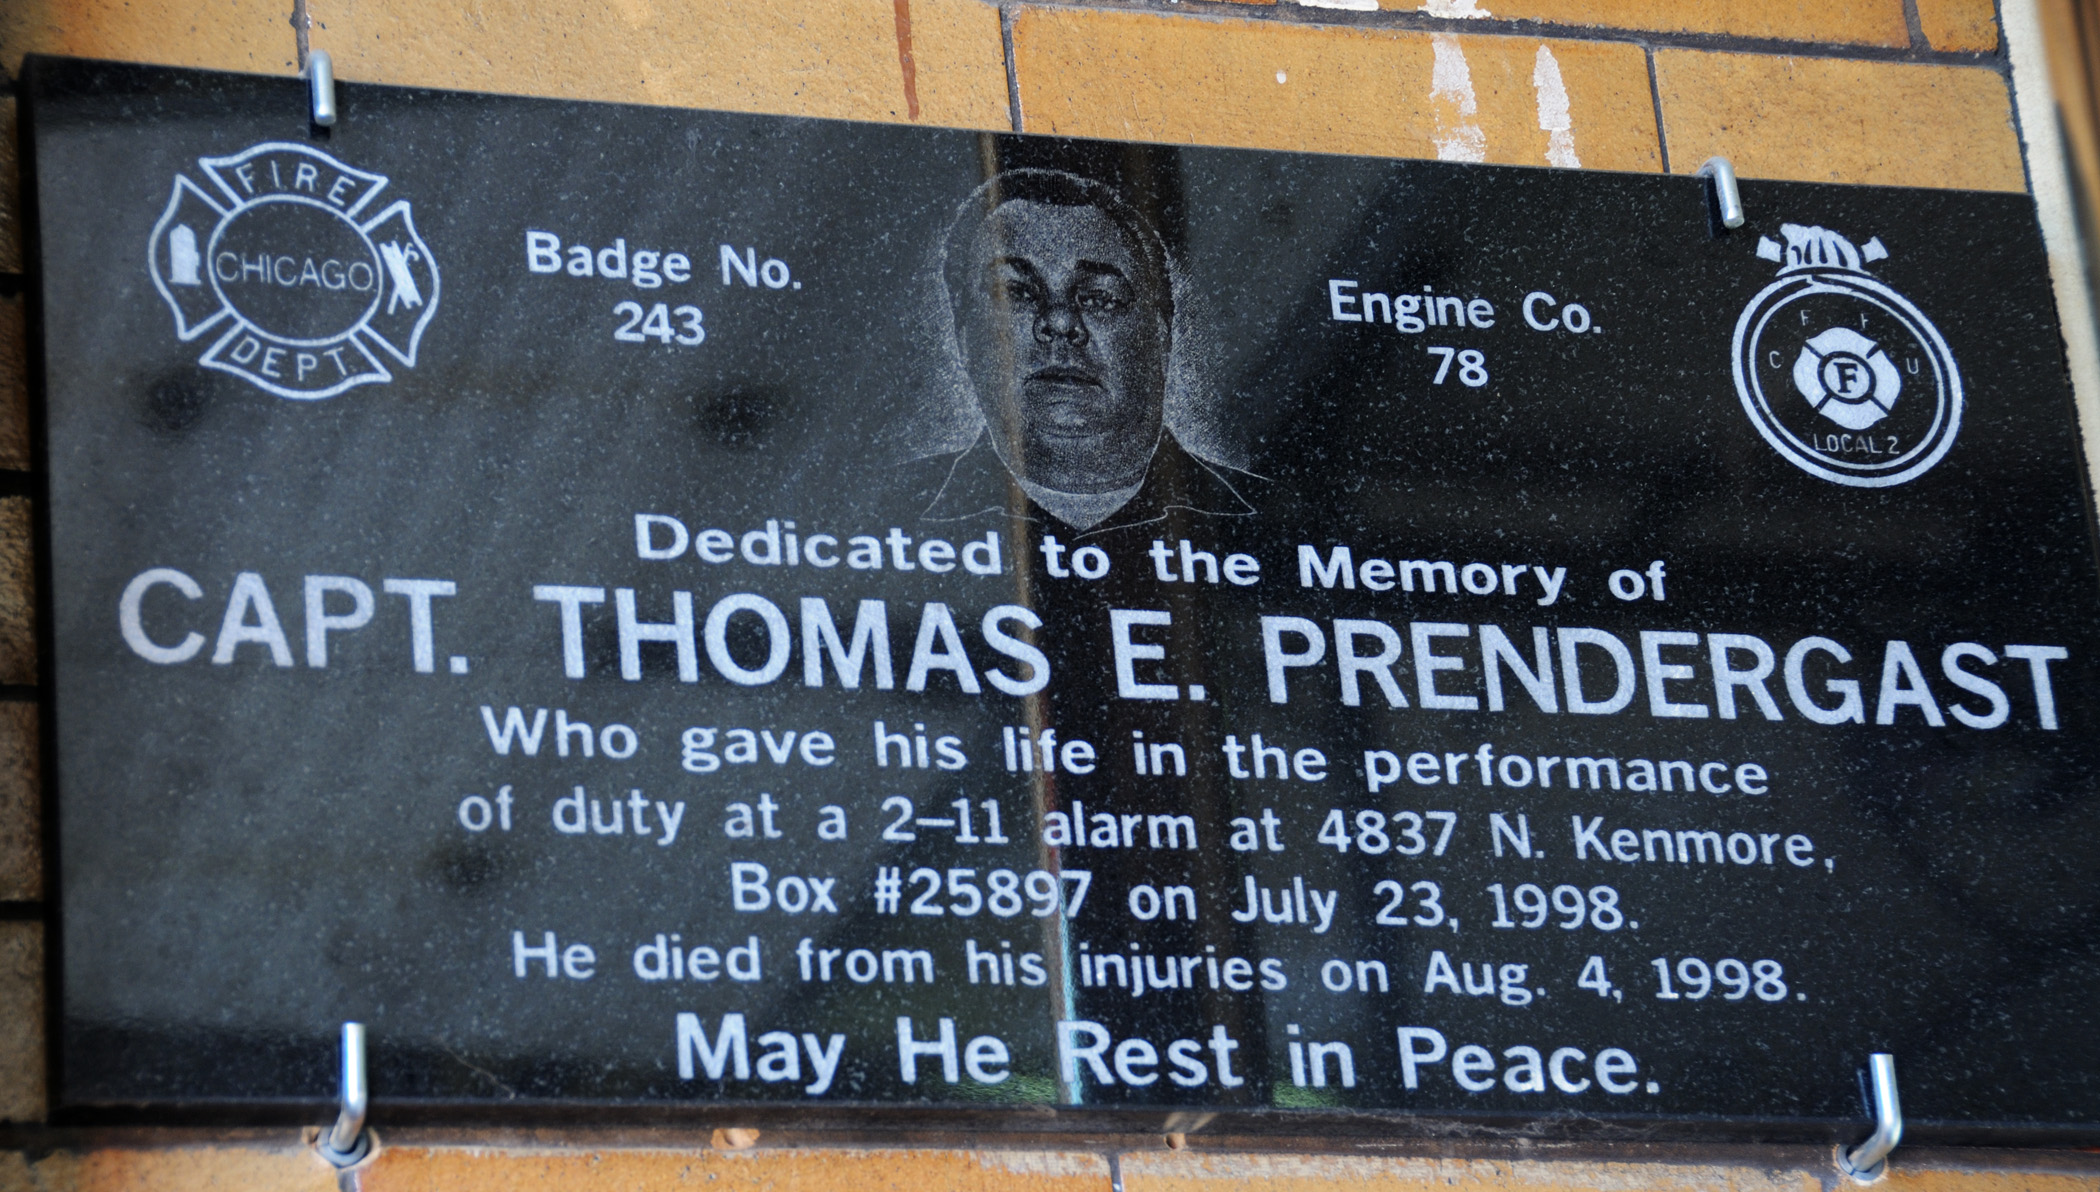 FIRE
CHICAGO
DEPT.
Badge No.
243
Engine Co.
78
C F F U
F
LOCAL 2
Dedicated to the Memory of
CAPT. THOMAS E. PRENDERGAST
Who gave his life in the performance
of duty at a 2–11 alarm at 4837 N. Kenmore,
Box #25897 on July 23, 1998.
He died from his injuries on Aug. 4, 1998.
May He Rest in Peace.